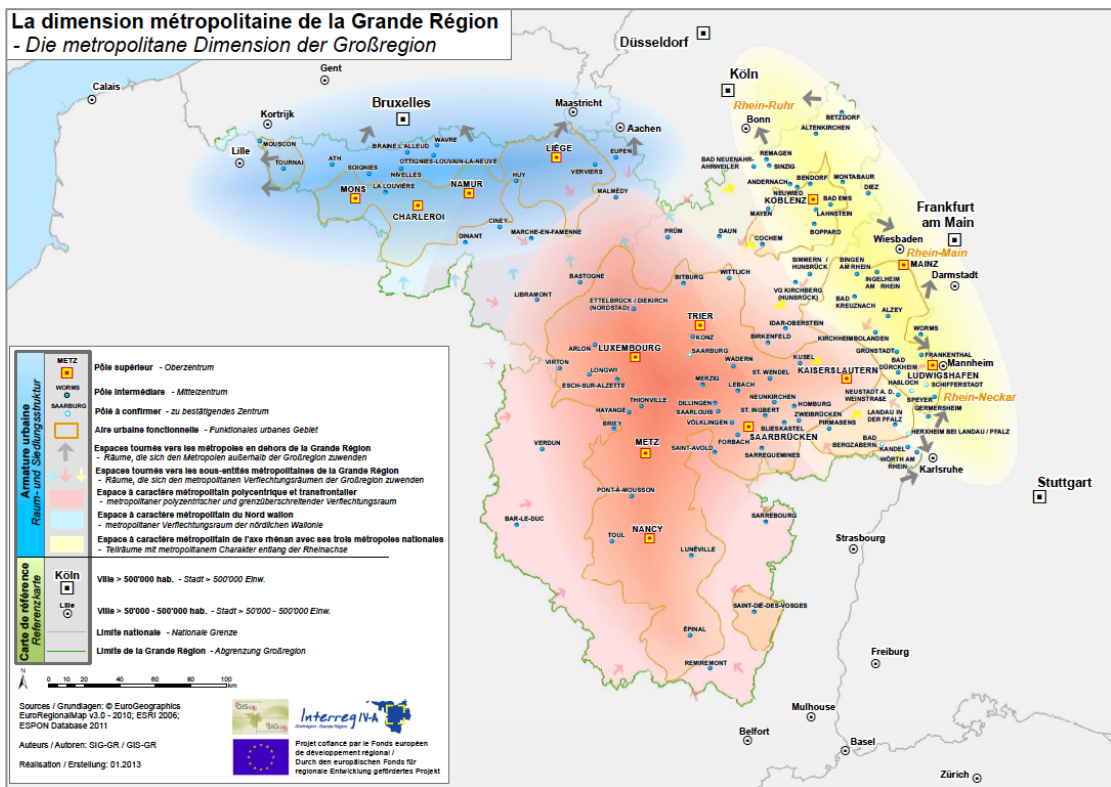 La dimension métropolitaine de la Grande Région
- Die metropolitane Dimension der Großregion
Düsseldorf
Köln
Rhein-Ruhr
Bonn
Gent
Calais
Kortrijk
Bruxelles
Maastricht
Aachen
Lille
MOUSCON
TOURNAI
ATH
SOIGNIES
BRAINE L'ALLEUD
WAVRE
OTTIGNIES-LOUVAIN-LA-NEUVE
NIVELLES
LA LOUVIÈRE
MONS
CHARLEROI
NAMUR
HUY
LIÈGE
VERVIERS
EUPEN
MALMÉDY
CINEY
DINANT
MARCHE-EN-FAMENNE
BETZDORF
ALTENKIRCHEN
REMAGEN
SINZIG
BAD NEUENAHR-
AHRWEILER
ANDERNACH
BENDORF
NEUWIED
MONTABAUR
DIEZ
KOBLENZ
BAD EMS
LAHNSTEIN
MAYEN
BOPPARD
COCHEM
Frankfurt
am Main
Wiesbaden
Rhein-Main
MAINZ
Darmstadt
PRÜM
DAUN
SIMMERN /
HUNSRÜCK
BINGEN
AM RHEIN
INGELHEIM
AM RHEIN
BASTOGNE
LIBRAMONT
BITBURG
WITTLICH
VG KIRCHBERG
(HUNSRÜCK)
BAD
KREUZNACH
ALZEY
ETTELBRÜCK / DIEKIRCH
(NORDSTAD)
TRIER
KONZ
IDAR-OBERSTEIN
BIRKENFELD
KIRCHHEIMBOLANDEN
WORMS
ARLON
LUXEMBOURG
SAARBURG
WADERN
KUSEL
GRÜNSTADT
FRANKENTHAL
VIRTON
LONGWY
ESCH-SUR-ALZETTE
MERZIG
LEBACH
ST. WENDEL
KAISERSLAUTERN
BAD
DÜRCKHEIM
Mannheim
LUDWIGSHAFEN
HAßLOCH
SCHIFFERSTADT
THIONVILLE
DILLINGEN
SAARLOUIS
NEUNKIRCHEN
HOMBURG
NEUSTADT A. D.
WEINSTRAßE
SPEYER
Rhein-Neckar
HAYANGE
BRIEY
VÖLKLINGEN
ST. INGBERT
ZWEIBRÜCKEN
BLIESKASTEL
PIRMASENS
LANDAU IN
DER PFALZ
GERMERSHEIM
VERDUN
METZ
FORBACH
SAARBRÜCKEN
SAINT-AVOLD
SARREGUEMINES
BAD
BERGZABERN
HERXHEIM BEI LANDAU / PFALZ
KANDEL
WÖRTH AM
RHEIN
Karlsruhe
Stuttgart
PONT-À-MOUSSON
BAR-LE-DUC
SARREBOURG
NANCY
TOUL
LUNÉVILLE
Strasbourg
SAINT-DIÉ-DES-VOSGES
ÉPINAL
REMIREMONT
Freiburg
Mulhouse
Belfort
Basel
Zürich
Armature urbaine
Raum- und Siedlungsstruktur
METZ
Pôle supérieur - Oberzentrum
WORMS
Pôle intermédiaire - Mittelzentrum
SAARBURG
Pôle à confirmer - zu bestätigendes Zentrum
Aire urbaine fonctionnelle - Funktionales urbanes Gebiet
Espaces tournés vers les métropoles en déhors de la Grande Région
- Räume, die sich den Metropolen außerhalb der Großregion zuwenden
Espaces tournés vers les sous-entités métropolitaines de la Grande Région
- Räume, die sich den metropolitanen Verflechtungsräumen der Großregion zuwenden
Espace à caractère métropolitain polycentrique et transfrontalier
- metropolitaner polyzentrischer und grenzüberschreitender Verflechtungsraum
Espace à caractère métropolitain du Nord wallon
- metropolitaner Verflechtungsraum der nördlichen Wallonie
Espace à caractère métropolitain de l'axe rhénan avec ses trois métropoles nationales
- Teilräume mit metropolitanem Charakter entlang der Rheinachse
Carte de référence
Referenzkarte
Köln
Ville > 500'000 hab. - Stadt > 500'000 Einw.
Lille
Ville > 50'000 - 500'000 hab. - Stadt > 50'000 - 500'000 Einw.
Limite nationale - Nationale Grenze
Limite de la Grande Région - Abgrenzung Großregion
N
0 10 20 40 60 80 100
km
Sources / Grundlagen: © EuroGeographics
EuroRegionalMap v3.0 - 2010; ESRI 2006;
ESPON Database 2011
Auteurs / Autoren: SIG-GR / GIS-GR
Réalisation / Erstellung: 01.2013
GIS-GR
SIG-GR
Interreg IV-A
Projet cofinancé par le Fonds européen
de développement régional /
Durch den europäischen Fonds für
regionale Entwicklung gefördertes Projekt